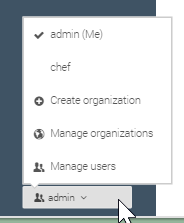 admin (Me)
chef
Create organization
Manage organizations
Manage users
admin